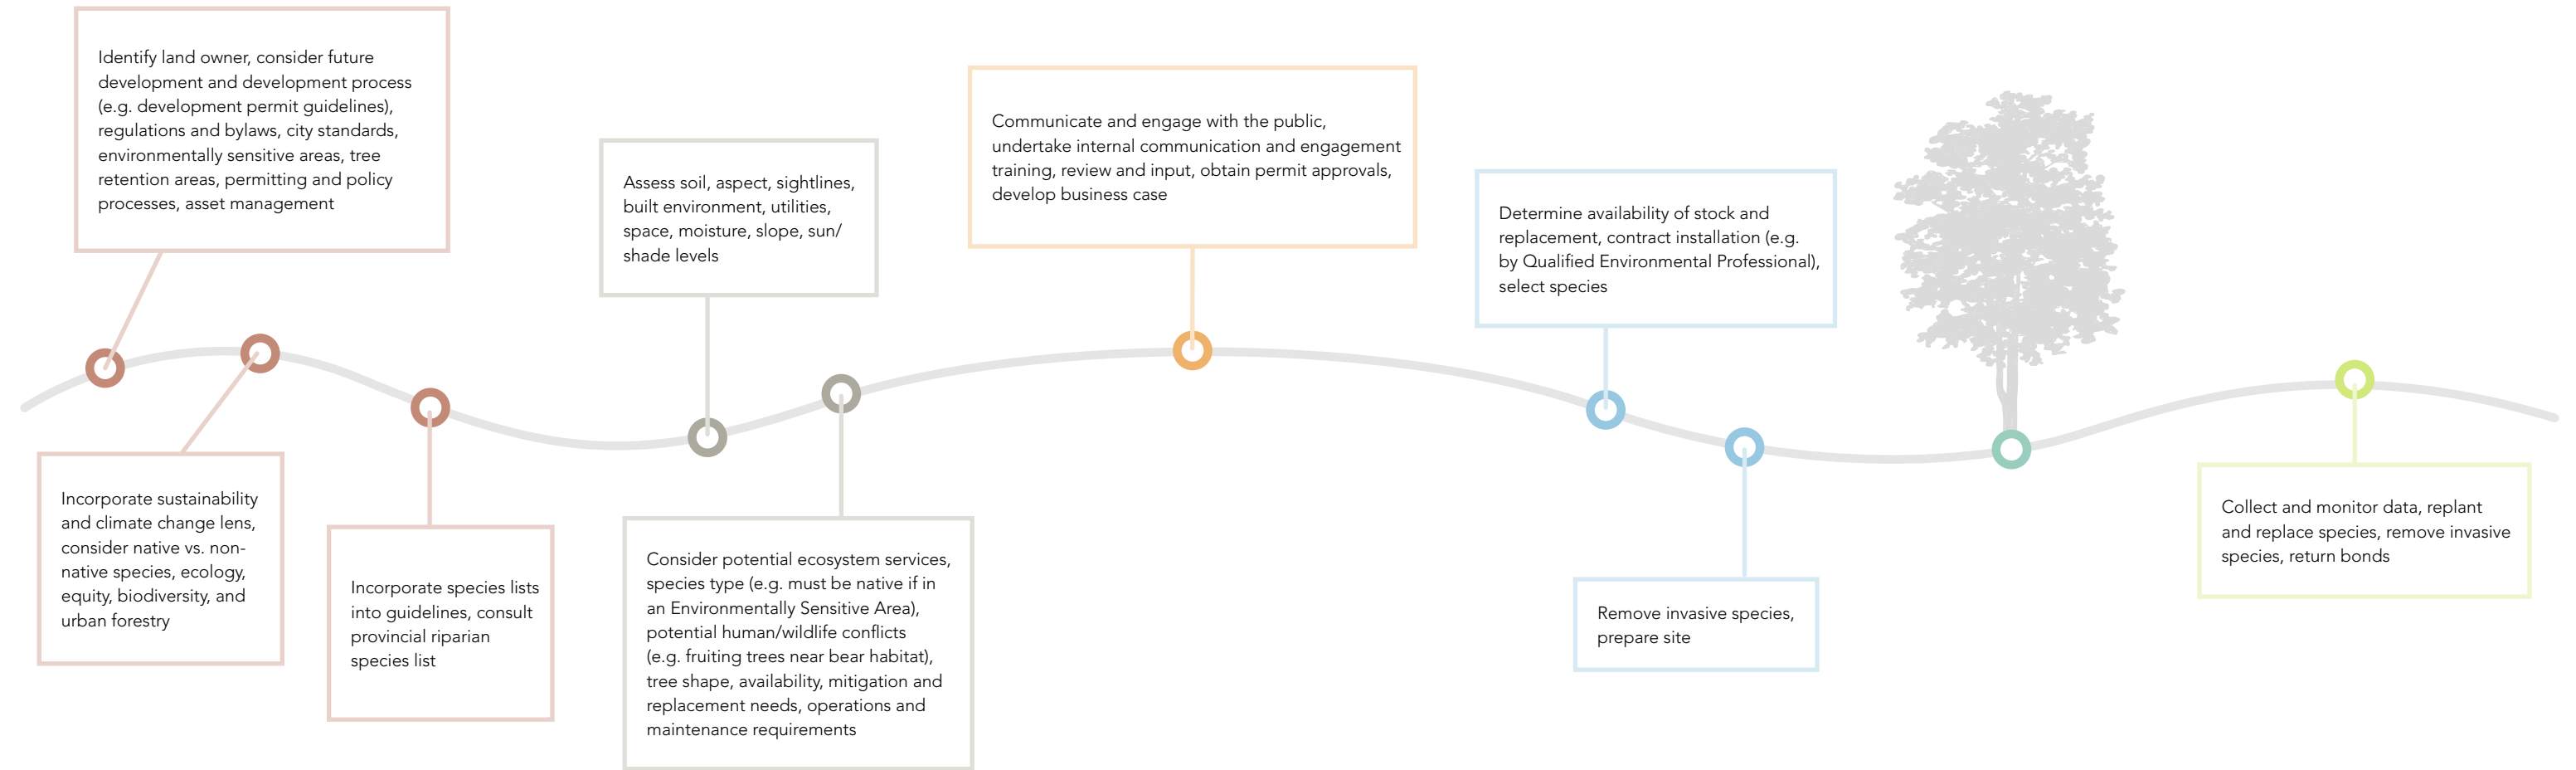 Identify land owner, consider future
development and development process
(e.g. development permit guidelines),
regulations and bylaws, city standards,
environmentally sensitive areas, tree
retention areas, permitting and policy
processes, asset management
Incorporate sustainability
and climate change lens,
consider native vs. non-
native species, ecology,
equity, biodiversity, and
urban forestry
Incorporate species lists
into guidelines, consult
provincial riparian
species list
Assess soil, aspect, sightlines,
built environment, utilities,
space, moisture, slope, sun/
shade levels
Consider potential ecosystem services,
species type (e.g. must be native if in
an Environmentally Sensitive Area),
potential human/wildlife conflicts
(e.g. fruiting trees near bear habitat),
tree shape, availability, mitigation and
replacement needs, operations and
maintenance requirements
Communicate and engage with the public,
undertake internal communication and engagement
training, review and input, obtain permit approvals,
develop business case
Determine availability of stock and
replacement, contract installation (e.g.
by Qualified Environmental Professional),
select species
Remove invasive species,
prepare site
Collect and monitor data, replant
and replace species, remove invasive
species, return bonds